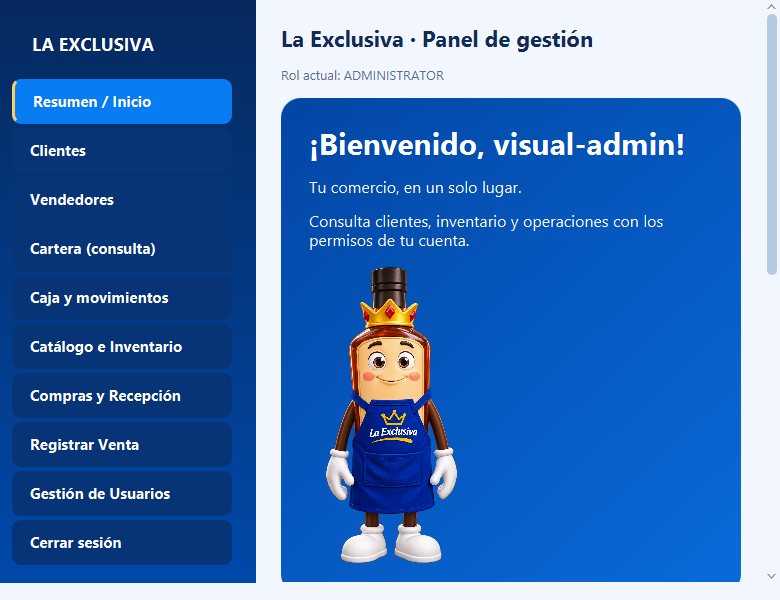 LA EXCLUSIVA
Resumen / Inicio
Clientes
Vendedores
Cartera (consulta)
Caja y movimientos
Catálogo e Inventario
Compras y Recepción
Registrar Venta
Gestión de Usuarios
Cerrar sesión
La Exclusiva · Panel de gestión
Rol actual: ADMINISTRATOR
¡Bienvenido, visual-admin!
Tu comercio, en un solo lugar.
Consulta clientes, inventario y operaciones con los
permisos de tu cuenta.
La Exclusiva